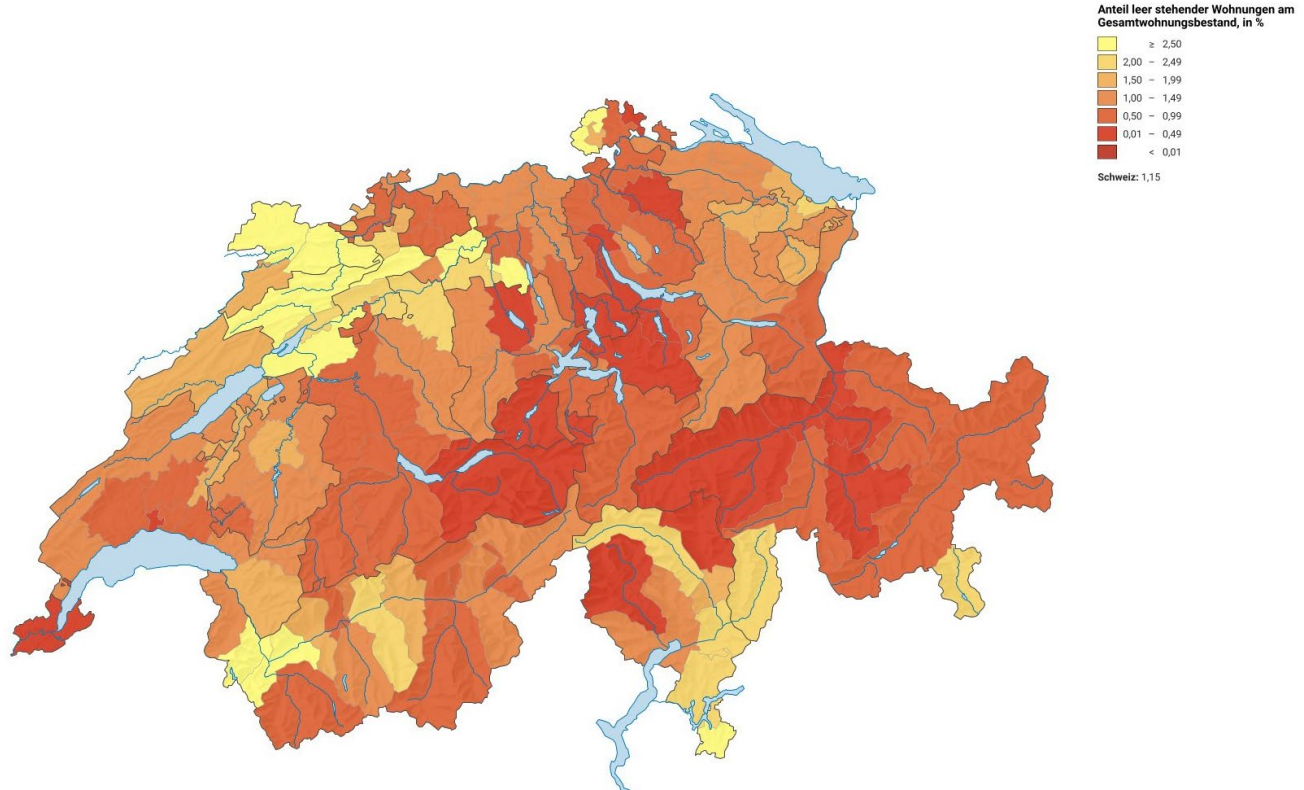 Anteil leer stehender Wohnungen am
Gesamtwohnungsbestand, in %
≥ 2,50
2,00 – 2,49
1,50 – 1,99
1,00 – 1,49
0,50 – 0,99
0,01 – 0,49
< 0,01
Schweiz: 1,15